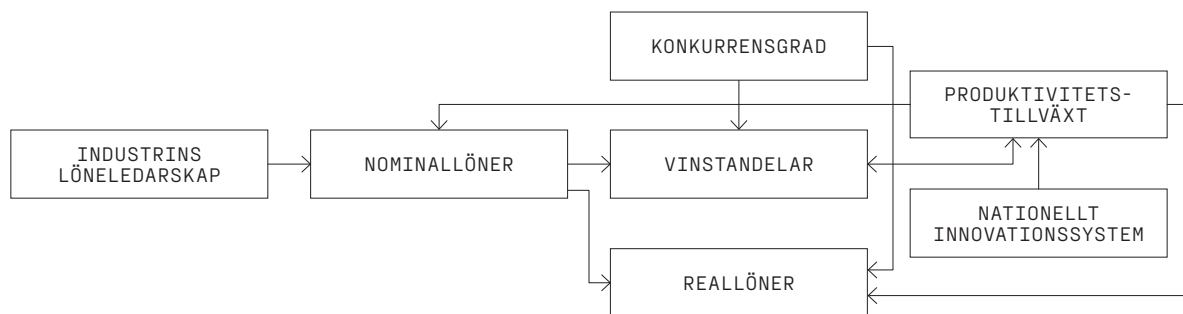 KONKURRENSGRAD
PRODUKTIVITETS-
TILLVÄXT
INDUSTRINS
LÖNELEDARSKAP
NOMINALLÖNER
VINSTANDELAR
NATIONELLT
INNOVATIONSSYSTEM
REALLÖNER